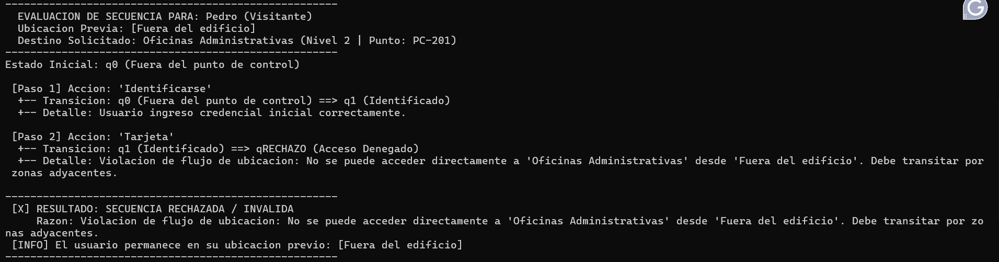 -----------------------------------------------------
  EVALUACION DE SECUENCIA PARA: Pedro (Visitante)
  Ubicacion Previa: [Fuera del edificio]
  Destino Solicitado: Oficinas Administrativas (Nivel 2 | Punto: PC-201)
-----------------------------------------------------
Estado Inicial: q0 (Fuera del punto de control)

 [Paso 1] Accion: 'Identificarse'
  +-- Transicion: q0 (Fuera del punto de control) ==> q1 (Identificado)
  +-- Detalle: Usuario ingreso credencial inicial correctamente.

 [Paso 2] Accion: 'Tarjeta'
  +-- Transicion: q1 (Identificado) ==> qRECHAZO (Acceso Denegado)
  +-- Detalle: Violacion de flujo de ubicacion: No se puede acceder directamente a 'Oficinas Administrativas' desde 'Fuera del edificio'. Debe transitar por
 zonas adyacentes.

-----------------------------------------------------
 [X] RESULTADO: SECUENCIA RECHAZADA / INVALIDA
     Razon: Violacion de flujo de ubicacion: No se puede acceder directamente a 'Oficinas Administrativas' desde 'Fuera del edificio'. Debe transitar por zo
nas adyacentes.
 [INFO] El usuario permanece en su ubicacion previo: [Fuera del edificio]
-----------------------------------------------------